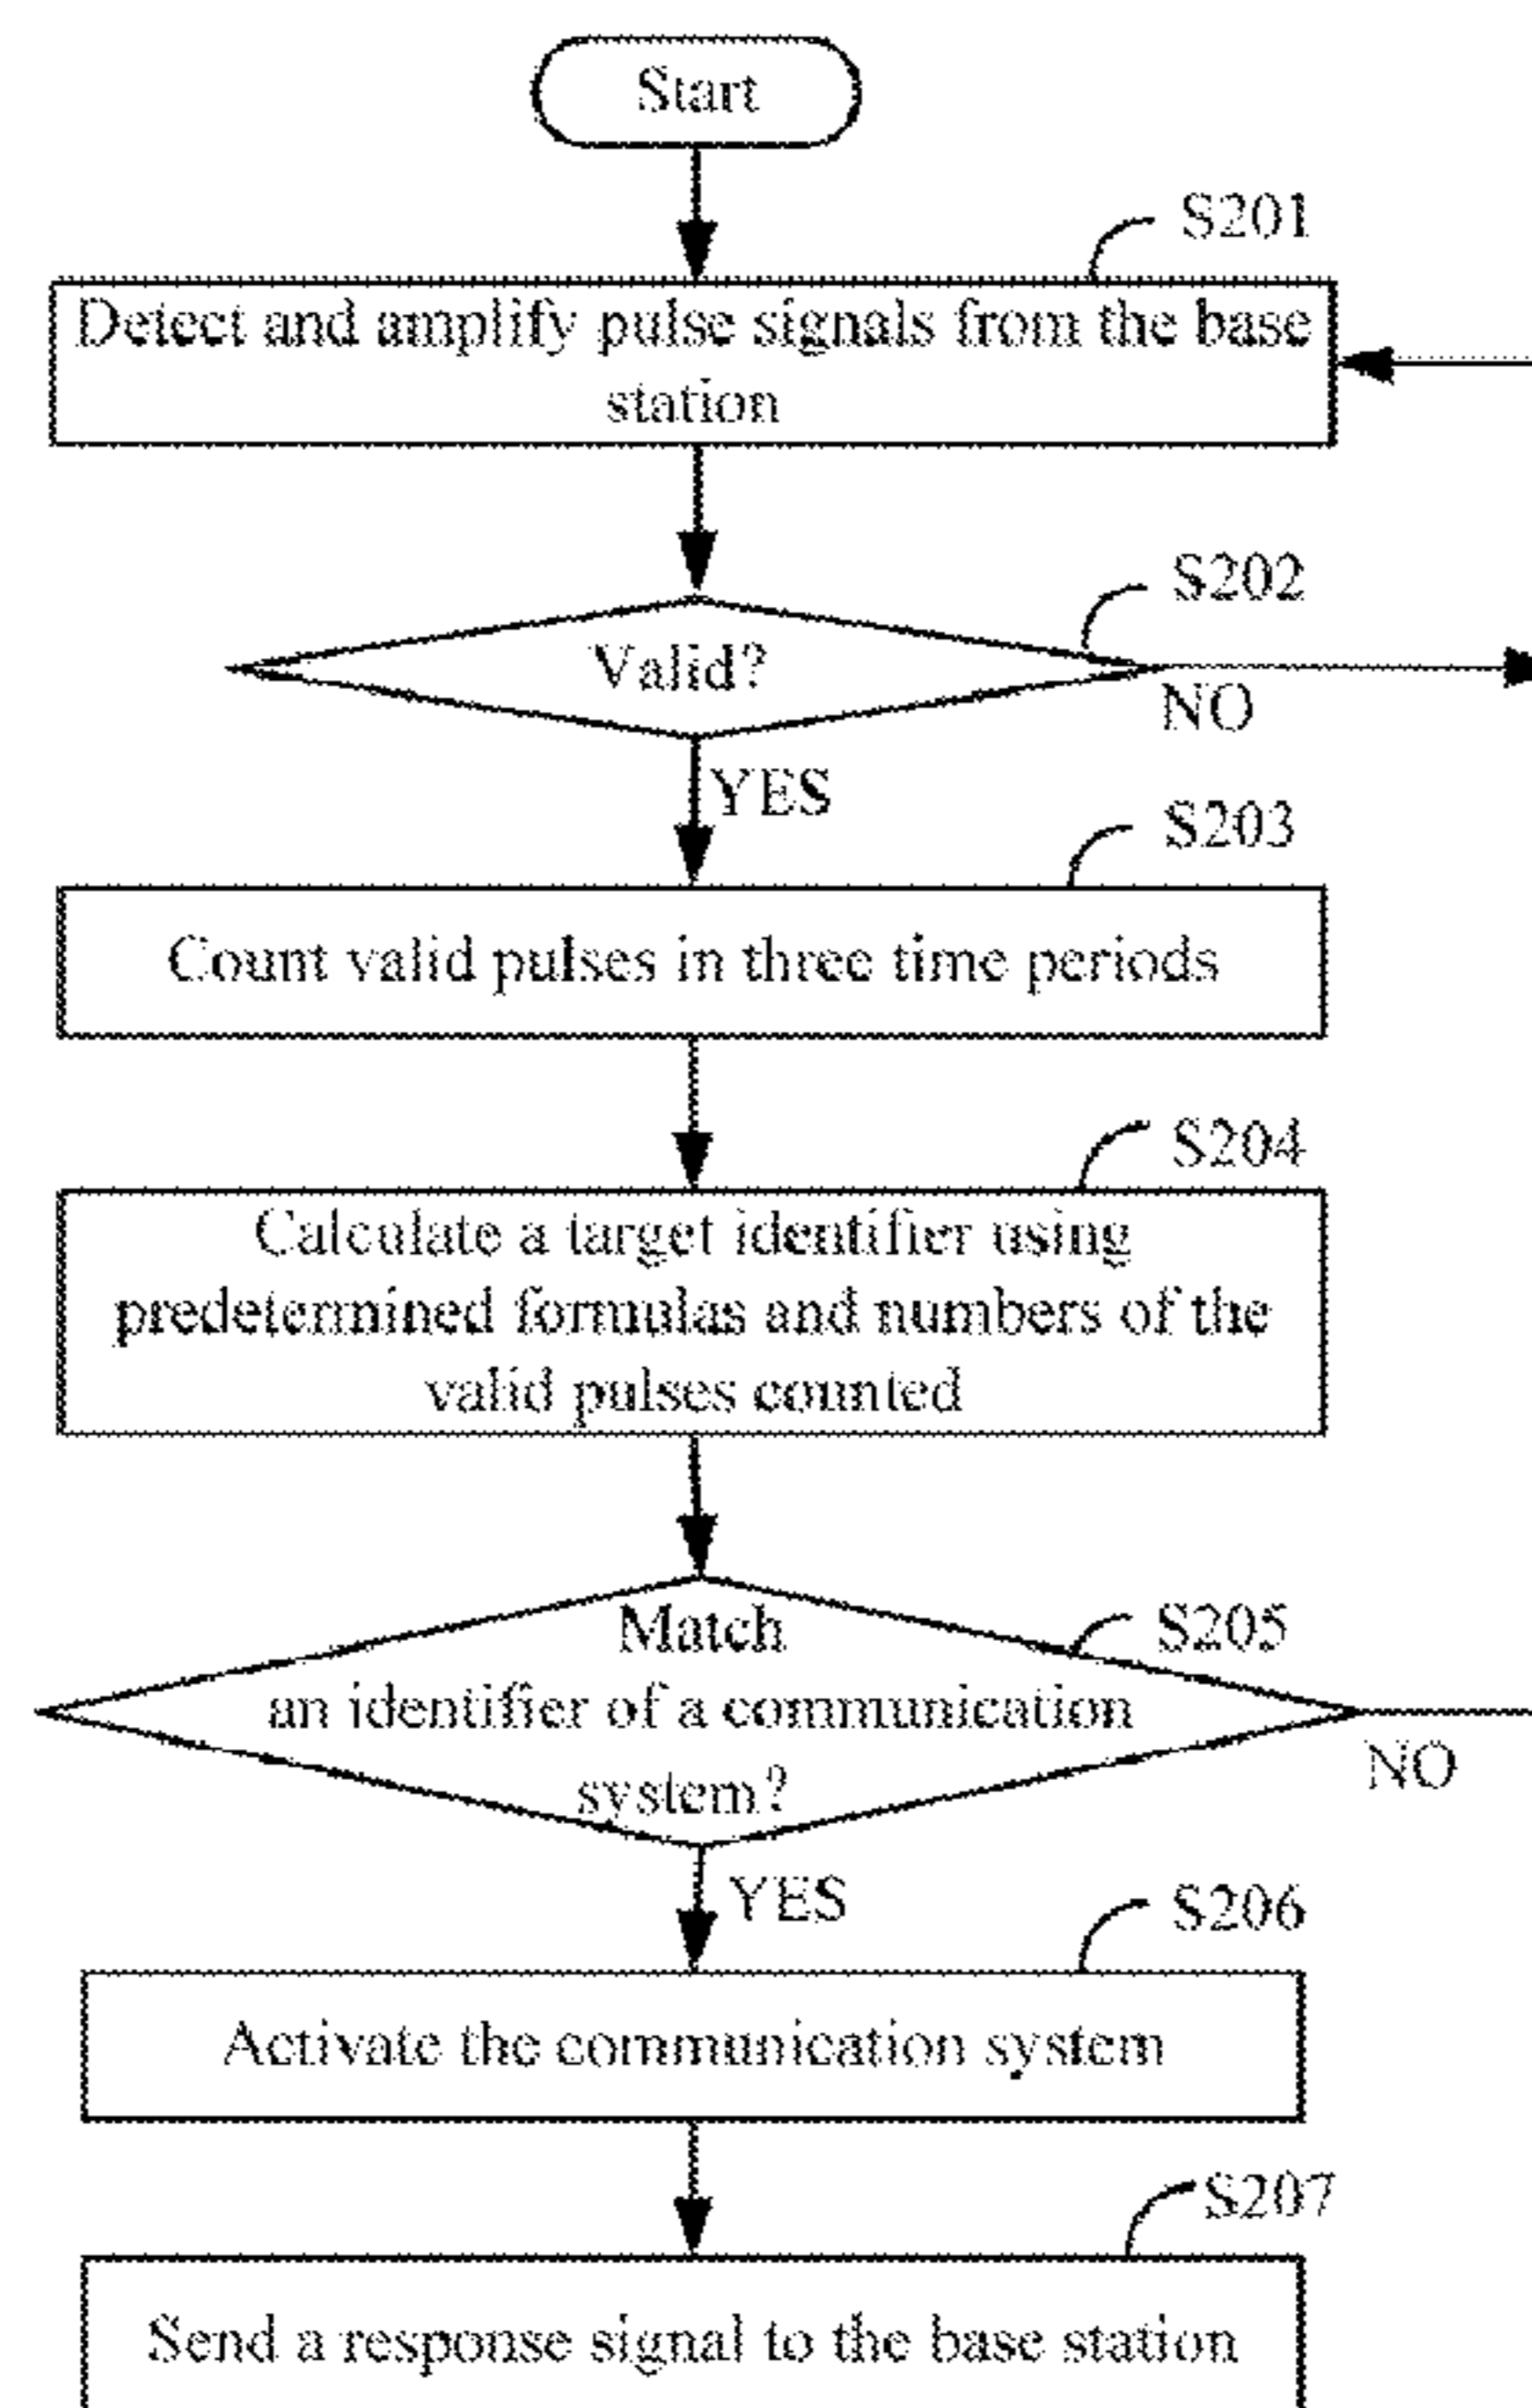 Start
S201
Detect and amplify pulse signals from the base
station
S202
Valid?
NO
YES
S203
Count valid pulses in three time periods
S204
Calculate a target identifier using
predetermined formulas and numbers of the
valid pulses counted
S205
Match
an identifier of a communication
system?
NO
YES
S206
Activate the communication system
S207
Send a response signal to the base station